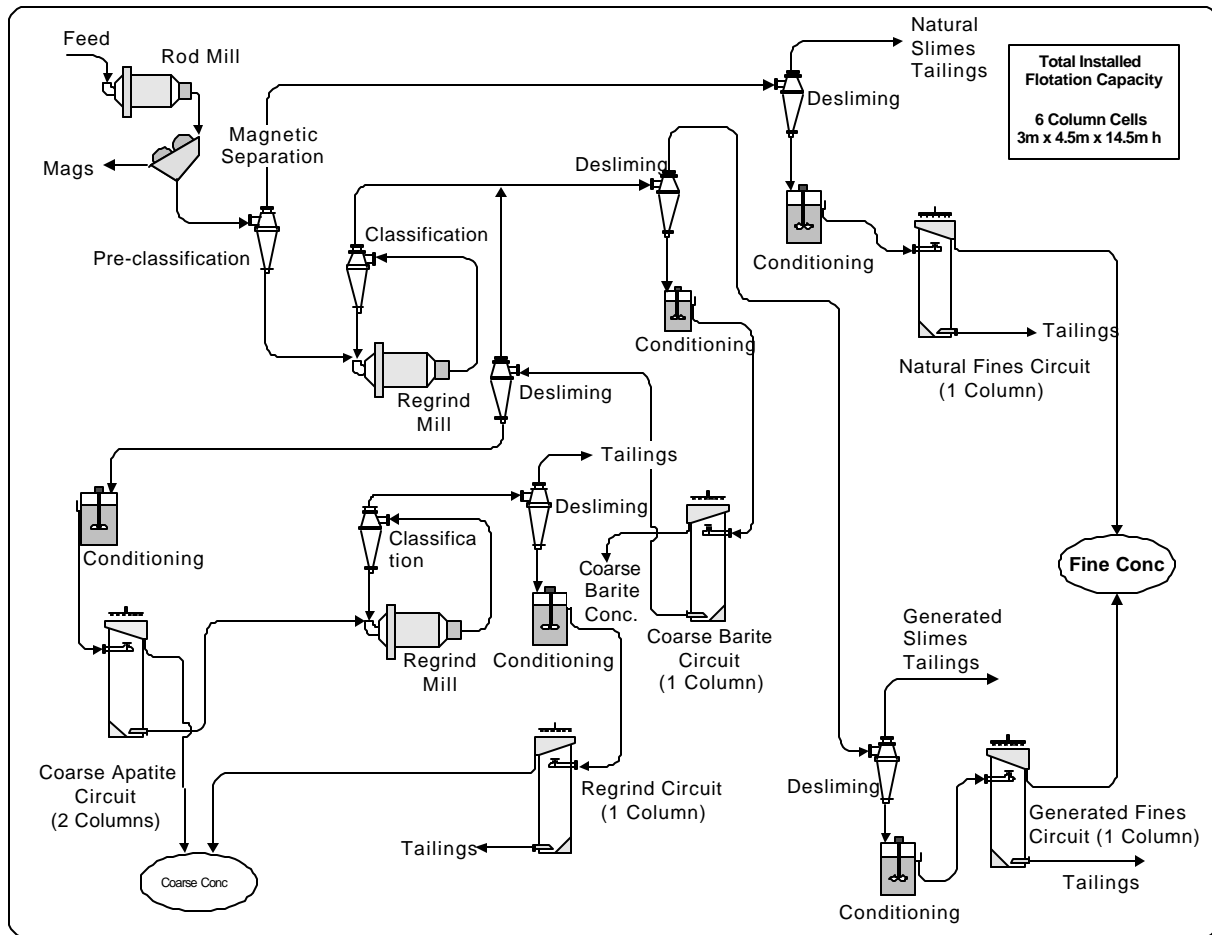 Feed
Rod Mill
Magnetic
Separation
Mags
Pre-classification
Classification
Regrind
Mill
Desliming
Desliming
Conditioning
Natural
Slimes
Tailings
Desliming
Conditioning
Total Installed
Flotation Capacity
6 Column Cells
3m x 4.5m x 14.5m h
Tailings
Natural Fines Circuit
(1 Column)
Fine Conc
Conditioning
Tailings
Desliming
Classifica
tion
Regrind
Mill
Conditioning
Coarse
Barite
Conc.
Coarse Barite
Circuit
(1 Column)
Coarse Apatite
Circuit
(2 Columns)
Coarse Conc
Regrind Circuit
(1 Column)
Tailings
Generated
Slimes
Tailings
Desliming
Generated Fines
Circuit (1 Column)
Tailings
Conditioning